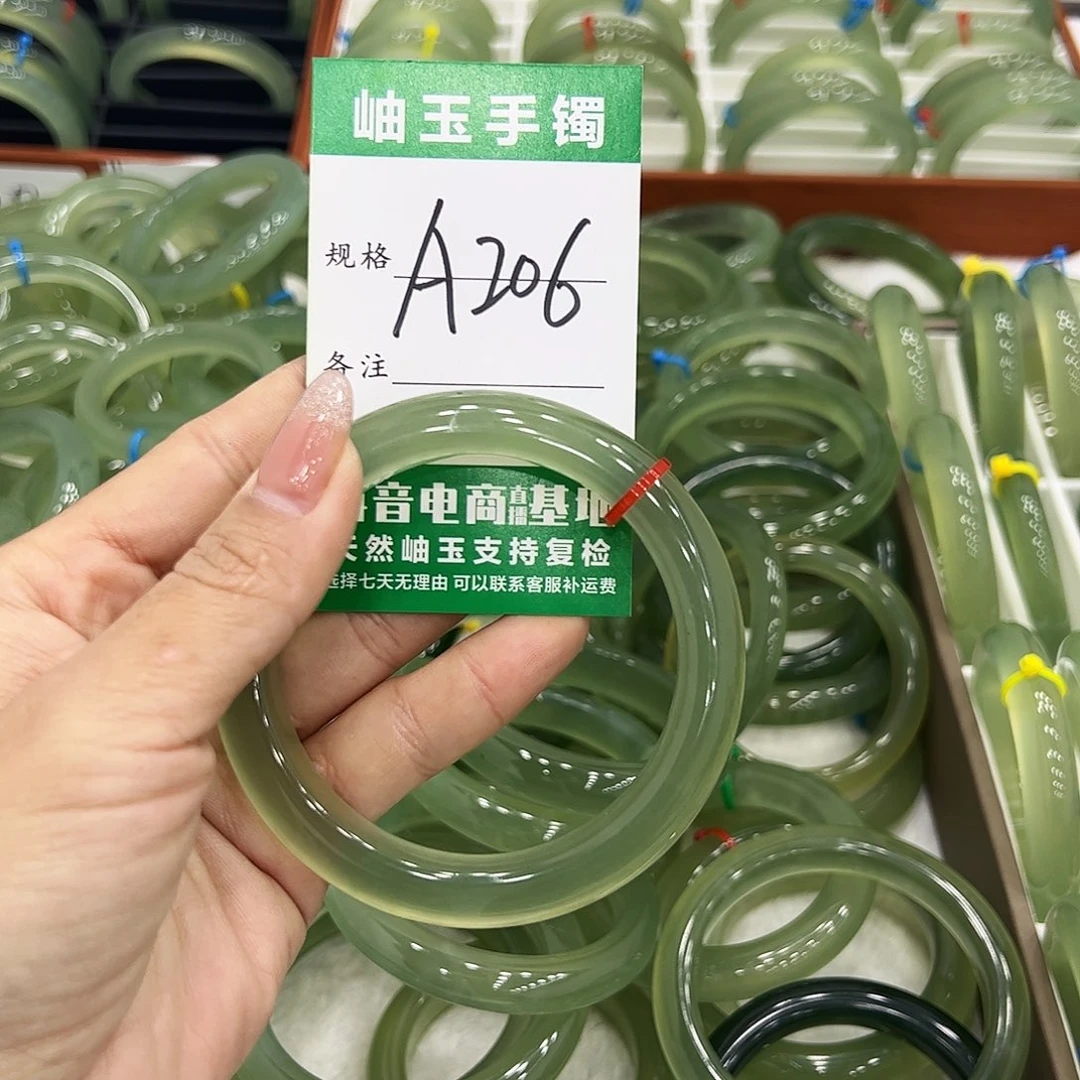 岫玉手镯
规格 A206
备注
音电商直播基地
天然岫玉支持复检
选择七天无理由 可以联系客服补运费